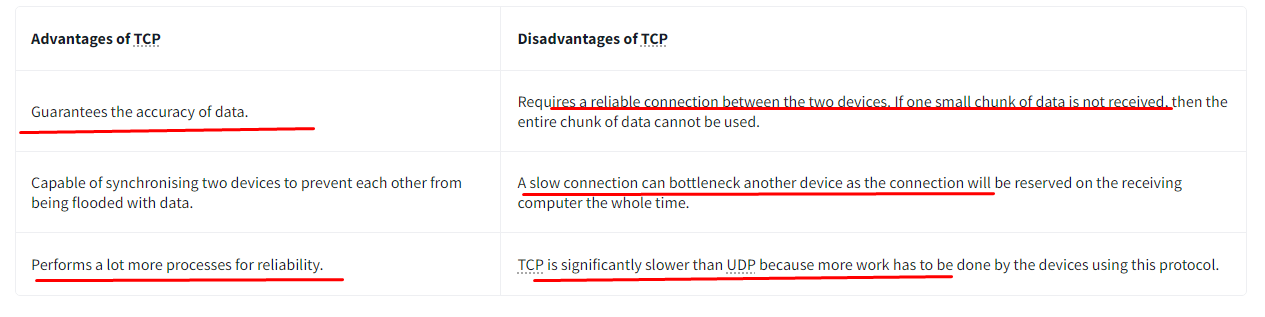 Advantages of TCP
Disadvantages of TCP
Guarantees the accuracy of data.
Requires a reliable connection between the two devices. If one small chunk of data is not received, then the
entire chunk of data cannot be used.
Capable of synchronising two devices to prevent each other from
being flooded with data.
A slow connection can bottleneck another device as the connection will be reserved on the receiving
computer the whole time.
Performs a lot more processes for reliability.
TCP is significantly slower than UDP because more work has to be done by the devices using this protocol.